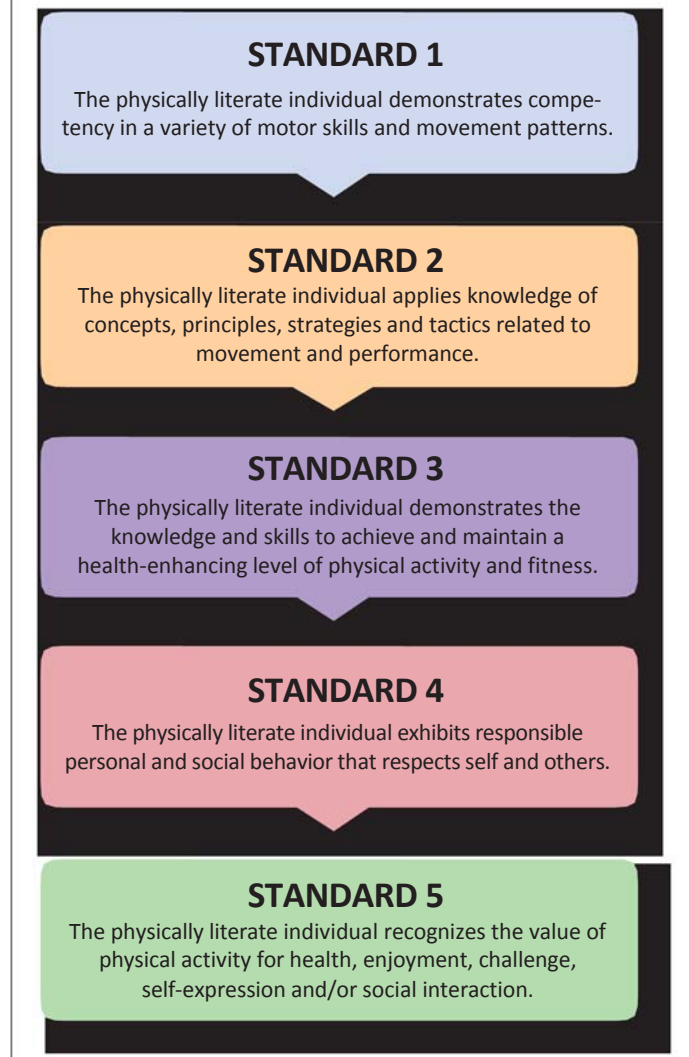 STANDARD 1
The physically literate individual demonstrates compe-
tency in a variety of motor skills and movement patterns.
STANDARD 2
The physically literate individual applies knowledge of
concepts, principles, strategies and tactics related to
movement and performance.
STANDARD 3
The physically literate individual demonstrates the
knowledge and skills to achieve and maintain a
health-enhancing level of physical activity and fitness.
STANDARD 4
The physically literate individual exhibits responsible
personal and social behavior that respects self and others.
STANDARD 5
The physically literate individual recognizes the value of
physical activity for health, enjoyment, challenge,
self-expression and/or social interaction.